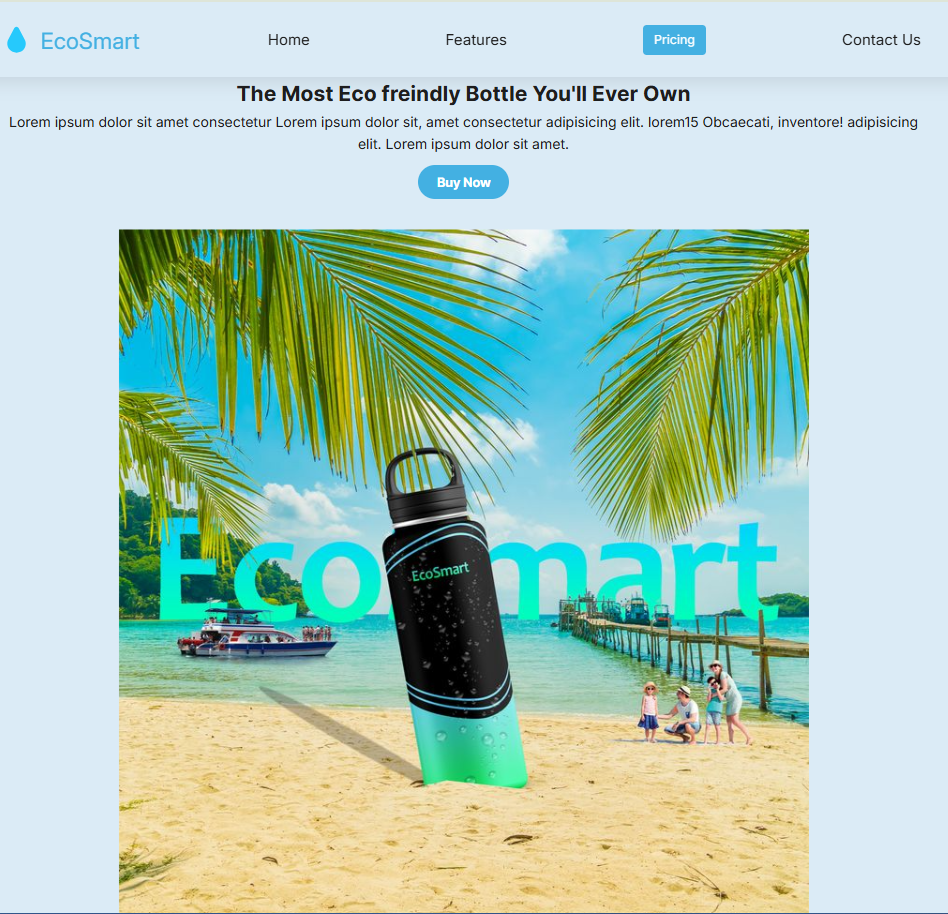 EcoSmart
Home
Features
Pricing
Contact Us
The Most Eco freindly Bottle You'll Ever Own
Lorem ipsum dolor sit amet consectetur Lorem ipsum dolor sit, amet consectetur adipisicing elit. lorem15 Obcaecati, inventore! adipisicing
elit. Lorem ipsum dolor sit amet.
Buy Now
EcoSmart
EcoSmart